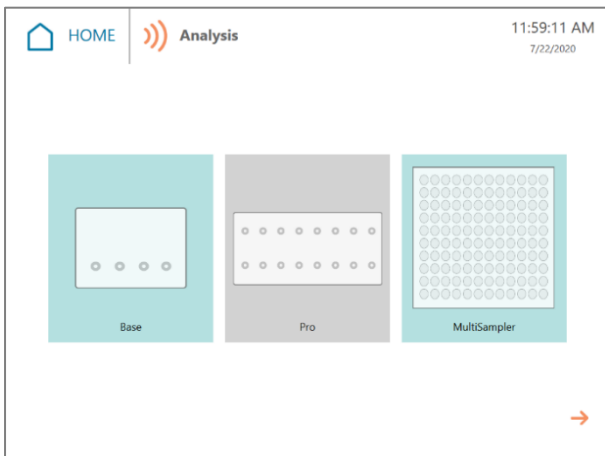 HOME
Analysis
11:59:11 AM
7/22/2020
Base
Pro
MultiSampler